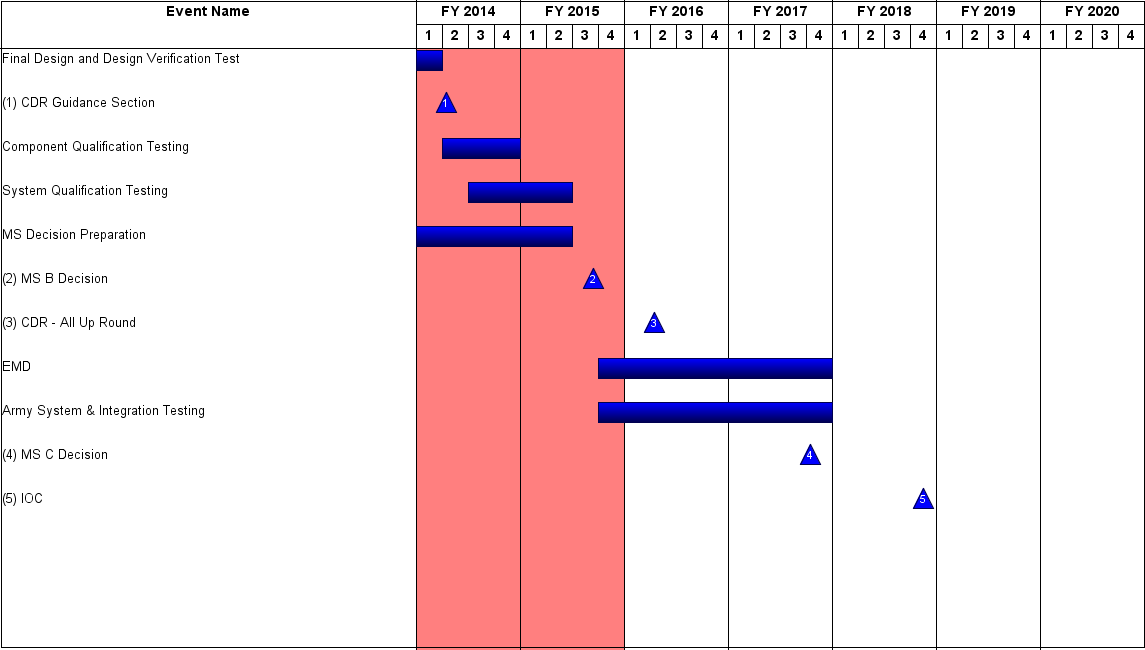 Event Name FY 2014 FY 2015 FY 2016 FY 2017 FY 2018 FY 2019 FY 2020
1 2 3 4 1 2 3 4 1 2 3 4 1 2 3 4 1 2 3 4 1 2 3 4 1 2 3 4
Final Design and Design Verification Test
(1) CDR Guidance Section 1
Component Qualification Testing
System Qualification Testing
MS Decision Preparation
(2) MS B Decision 2
(3) CDR - All Up Round 3
EMD
Army System & Integration Testing
(4) MS C Decision 4
(5) IOC 5